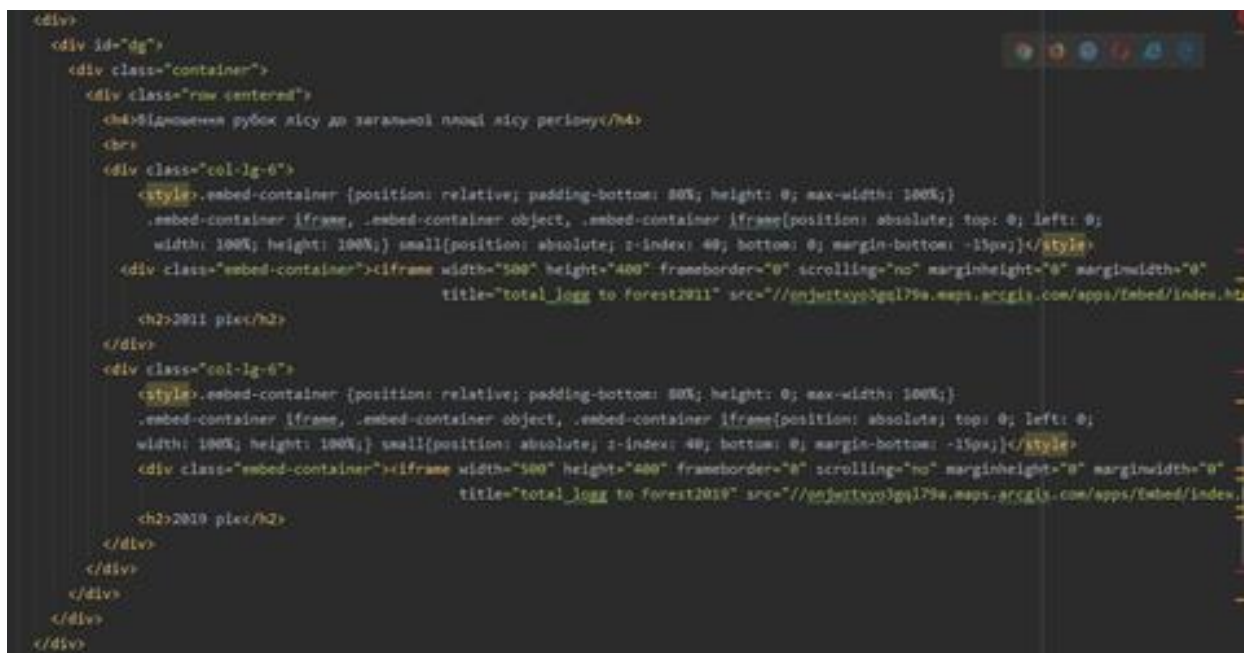 <div>
<div id="dg">
<div class="container">
<div class="row centered">
<h4>Відношення рубок лісу до загальної площі лісу регіону</h4>
<br>
<div class="col-lg-6">
<style>.embed-container {position: relative; padding-bottom: 80%; height: 0; max-width: 100%;}
.embed-container iframe, .embed-container object, .embed-container iframe{position: absolute; top: 0; left: 0;
width: 100%; height: 100%;} small{position: absolute; z-index: 40; bottom: 0; margin-bottom: -15px;}</style>
<div class="embed-container"><iframe width="500" height="400" frameborder="0" scrolling="no" marginheight="0" marginwidth="0"
title="total_logg to forest2011" src="// .maps.arcgis.com/apps/Embed/index.ht
<h2>2011 рік</h2>
</div>
<div class="col-lg-6">
<style>.embed-container {position: relative; padding-bottom: 80%; height: 0; max-width: 100%;}
.embed-container iframe, .embed-container object, .embed-container iframe{position: absolute; top: 0; left: 0;
width: 100%; height: 100%;} small{position: absolute; z-index: 40; bottom: 0; margin-bottom: -15px;}</style>
<div class="embed-container"><iframe width="500" height="400" frameborder="0" scrolling="no" marginheight="0" marginwidth="0"
title="total_logg to forest2019" src="// .maps.arcgis.com/apps/Embed/index.
<h2>2019 рік</h2>
</div>
</div>
</div>
</div>
</div>